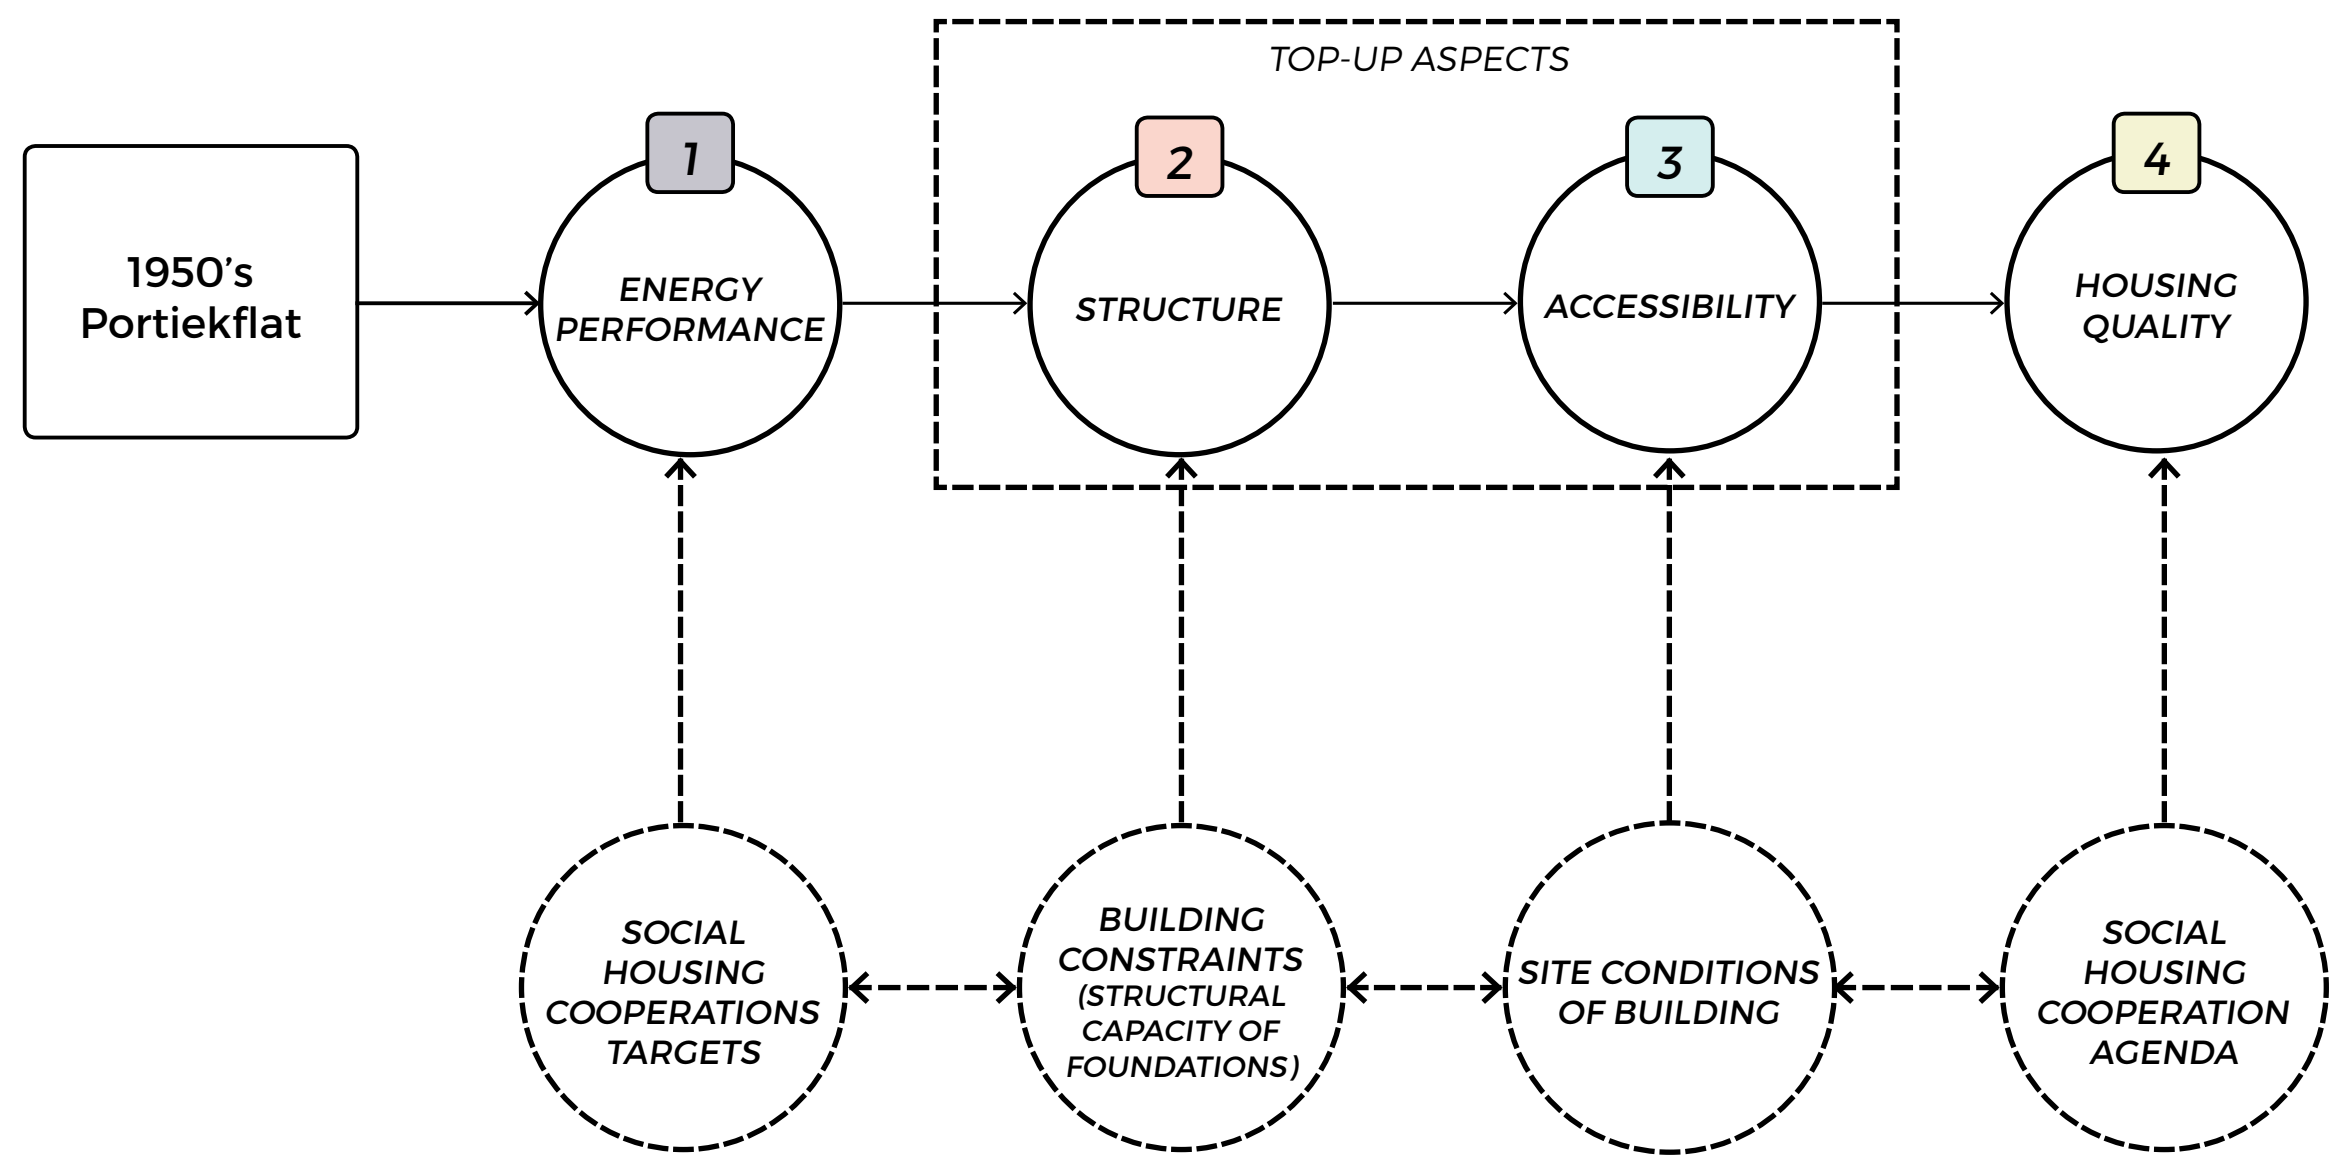 TOP-UP ASPECTS
1950’s
Portiekflat
1
ENERGY
PERFORMANCE
2
STRUCTURE
3
ACCESSIBILITY
4
HOUSING
QUALITY
SOCIAL
HOUSING
COOPERATIONS
TARGETS
BUILDING
CONSTRAINTS
(STRUCTURAL
CAPACITY OF
FOUNDATIONS)
SITE CONDITIONS
OF BUILDING
SOCIAL
HOUSING
COOPERATION
AGENDA